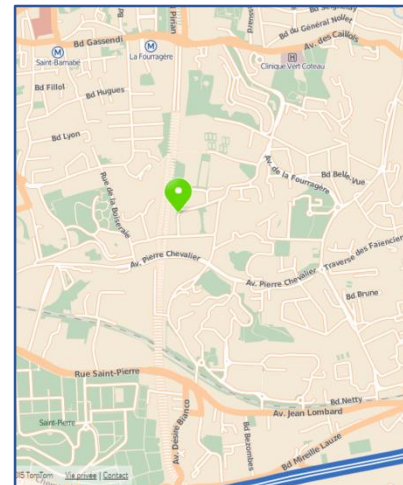 Bd du Général Nollet
Av. des Caillols
Bd Gassendi
M
M
H
Saint-Barnabé
La Fourragère
Clinique Vert Coteau
Bd Fillol
Bd Hugues
Bd Lyon
Av. de la Fourragère
Bd Belle-Vue
Rue de la Boiseraie
Av. Pierre Chevalier
Av. Pierre Chevalier
Traverse des Faïenciers
Bd Brune
Rue Saint-Pierre
Saint-Pierre
Av. Désiré Bianco
Bd Netty
Av. Jean Lombard
Bd Bezombes
Bd Mireille Lauze
TomTom Vie privée | Contact